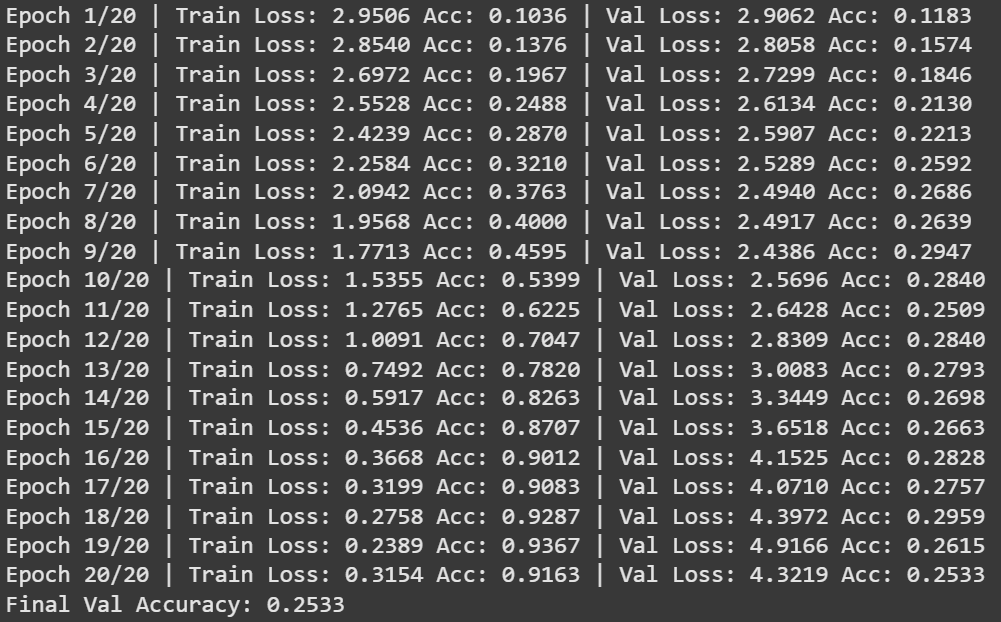 Epoch 1/20 | Train Loss: 2.9506 Acc: 0.1036 | Val Loss: 2.9062 Acc: 0.1183
Epoch 2/20 | Train Loss: 2.8540 Acc: 0.1376 | Val Loss: 2.8058 Acc: 0.1574
Epoch 3/20 | Train Loss: 2.6972 Acc: 0.1967 | Val Loss: 2.7299 Acc: 0.1846
Epoch 4/20 | Train Loss: 2.5528 Acc: 0.2488 | Val Loss: 2.6134 Acc: 0.2130
Epoch 5/20 | Train Loss: 2.4239 Acc: 0.2870 | Val Loss: 2.5907 Acc: 0.2213
Epoch 6/20 | Train Loss: 2.2584 Acc: 0.3210 | Val Loss: 2.5289 Acc: 0.2592
Epoch 7/20 | Train Loss: 2.0942 Acc: 0.3763 | Val Loss: 2.4940 Acc: 0.2686
Epoch 8/20 | Train Loss: 1.9568 Acc: 0.4000 | Val Loss: 2.4917 Acc: 0.2639
Epoch 9/20 | Train Loss: 1.7713 Acc: 0.4595 | Val Loss: 2.4386 Acc: 0.2947
Epoch 10/20 | Train Loss: 1.5355 Acc: 0.5399 | Val Loss: 2.5696 Acc: 0.2840
Epoch 11/20 | Train Loss: 1.2765 Acc: 0.6225 | Val Loss: 2.6428 Acc: 0.2509
Epoch 12/20 | Train Loss: 1.0091 Acc: 0.7047 | Val Loss: 2.8309 Acc: 0.2840
Epoch 13/20 | Train Loss: 0.7492 Acc: 0.7820 | Val Loss: 3.0083 Acc: 0.2793
Epoch 14/20 | Train Loss: 0.5917 Acc: 0.8263 | Val Loss: 3.3449 Acc: 0.2698
Epoch 15/20 | Train Loss: 0.4536 Acc: 0.8707 | Val Loss: 3.6518 Acc: 0.2663
Epoch 16/20 | Train Loss: 0.3668 Acc: 0.9012 | Val Loss: 4.1525 Acc: 0.2828
Epoch 17/20 | Train Loss: 0.3199 Acc: 0.9083 | Val Loss: 4.0710 Acc: 0.2757
Epoch 18/20 | Train Loss: 0.2758 Acc: 0.9287 | Val Loss: 4.3972 Acc: 0.2959
Epoch 19/20 | Train Loss: 0.2389 Acc: 0.9367 | Val Loss: 4.9166 Acc: 0.2615
Epoch 20/20 | Train Loss: 0.3154 Acc: 0.9163 | Val Loss: 4.3219 Acc: 0.2533
Final Val Accuracy: 0.2533